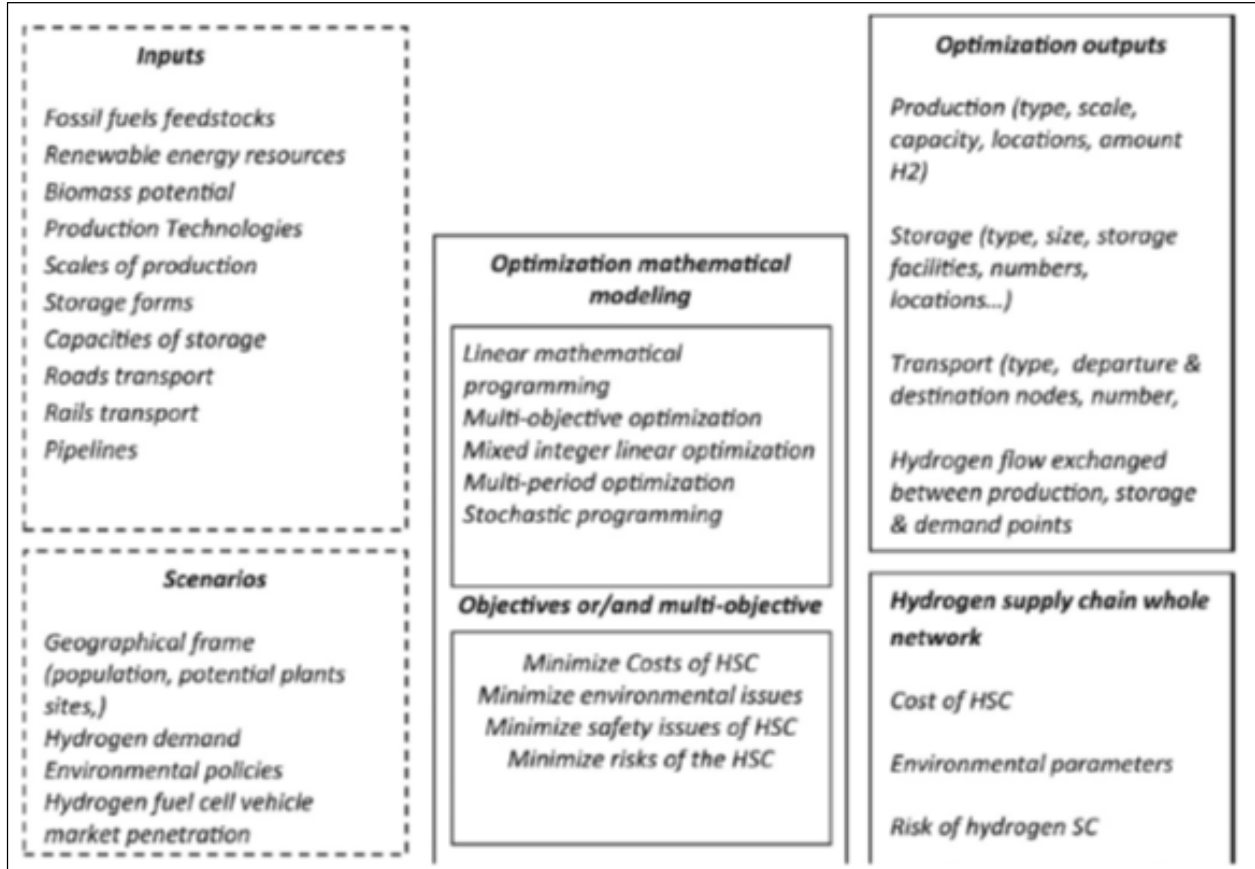 Inputs
Fossil fuels feedstocks
Renewable energy resources
Biomass potential
Production Technologies
Scales of production
Storage forms
Capacities of storage
Roads transport
Rails transport
Pipelines
Scenarios
Geographical frame
(population, potential plants
sites,)
Hydrogen demand
Environmental policies
Hydrogen fuel cell vehicle
market penetration
Optimization mathematical
modeling
Linear mathematical
programming
Multi-objective optimization
Mixed integer linear optimization
Multi-period optimization
Stochastic programming
Objectives or/and multi-objective
Minimize Costs of HSC
Minimize environmental issues
Minimize safety issues of HSC
Minimize risks of the HSC
Optimization outputs
Production (type, scale,
capacity, locations, amount
H2)
Storage (type, size, storage
facilities, numbers,
locations...)
Transport (type, departure &
destination nodes, number,
Hydrogen flow exchanged
between production, storage
& demand points
Hydrogen supply chain whole
network
Cost of HSC
Environmental parameters
Risk of hydrogen SC